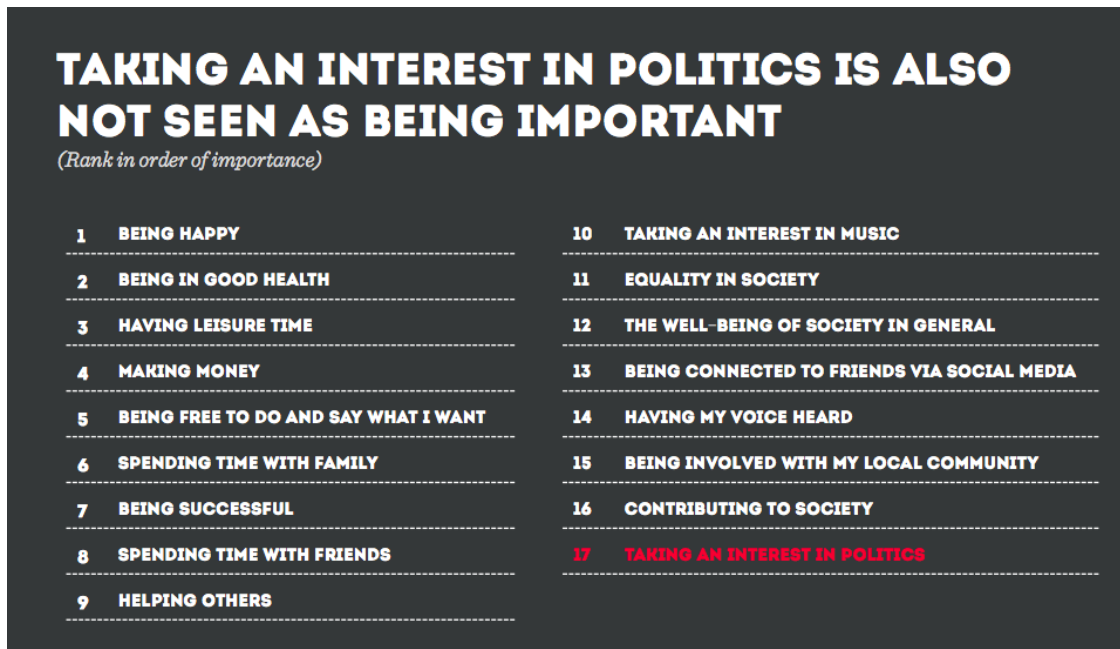 TAKING AN INTEREST IN POLITICS IS ALSO
NOT SEEN AS BEING IMPORTANT
(Rank in order of importance)
1 BEING HAPPY
2 BEING IN GOOD HEALTH
3 HAVING LEISURE TIME
4 MAKING MONEY
5 BEING FREE TO DO AND SAY WHAT I WANT
6 SPENDING TIME WITH FAMILY
7 BEING SUCCESSFUL
8 SPENDING TIME WITH FRIENDS
9 HELPING OTHERS
10 TAKING AN INTEREST IN MUSIC
11 EQUALITY IN SOCIETY
12 THE WELL-BEING OF SOCIETY IN GENERAL
13 BEING CONNECTED TO FRIENDS VIA SOCIAL MEDIA
14 HAVING MY VOICE HEARD
15 BEING INVOLVED WITH MY LOCAL COMMUNITY
16 CONTRIBUTING TO SOCIETY
17 TAKING AN INTEREST IN POLITICS